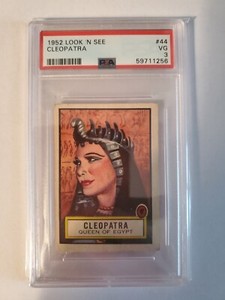 1952 LOOK 'N SEE #44
CLEOPATRA VG
3
PSA 59711256
CLEOPATRA
QUEEN OF EGYPT